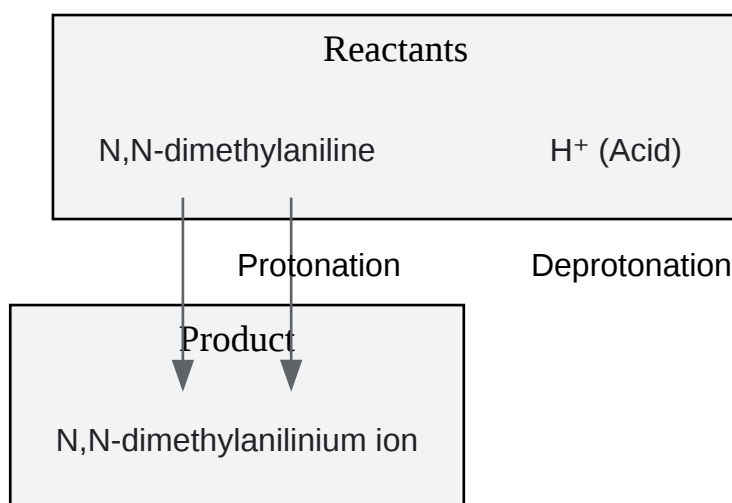 Reactants
N,N-dimethylaniline H⁺ (Acid)
Protonation Deprotonation
Product
N,N-dimethylanilinium ion